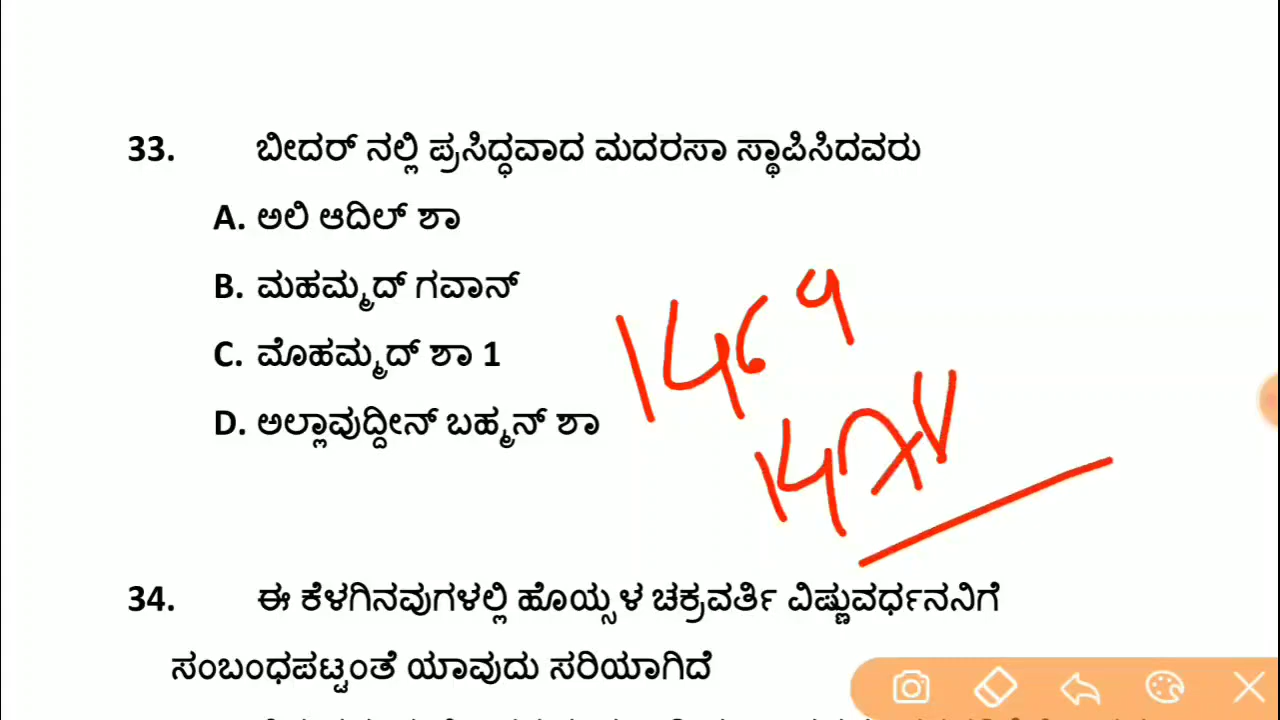 33. ಬೀದರ್ ನಲ್ಲಿ ಪ್ರಸಿದ್ಧವಾದ ಮದರಸಾ ಸ್ಥಾಪಿಸಿದವರು
A. ಅಲಿ ಆದಿಲ್ ಶಾ
B. ಮಹಮ್ಮದ್ ಗವಾನ್
C. ಮೊಹಮ್ಮದ್ ಶಾ 1
D. ಅಲ್ಲಾವುದ್ದೀನ್ ಬಹ್ಮನ್ ಶಾ
1469
34. ಈ ಕೆಳಗಿನವುಗಳಲ್ಲಿ ಹೊಯ್ಸಳ ಚಕ್ರವರ್ತಿ ವಿಷ್ಣುವರ್ಧನನಿಗೆ
ಸಂಬಂಧಪಟ್ಟಂತೆ ಯಾವುದು ಸರಿಯಾಗಿದೆ